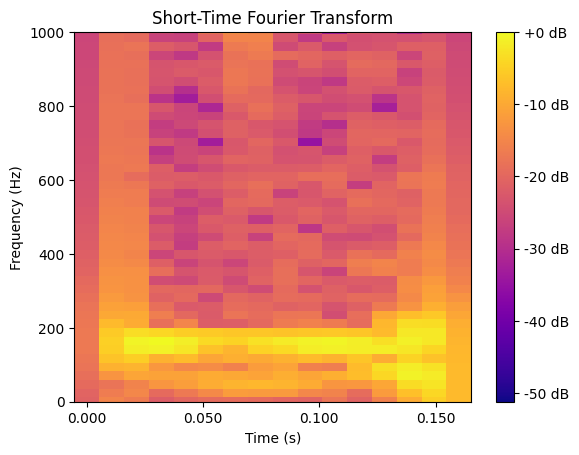 Short-Time Fourier Transform
Frequency (Hz)
1000
800
600
400
200
0
0.000
0.050
0.100
0.150
Time (s)
+0 dB
-10 dB
-20 dB
-30 dB
-40 dB
-50 dB